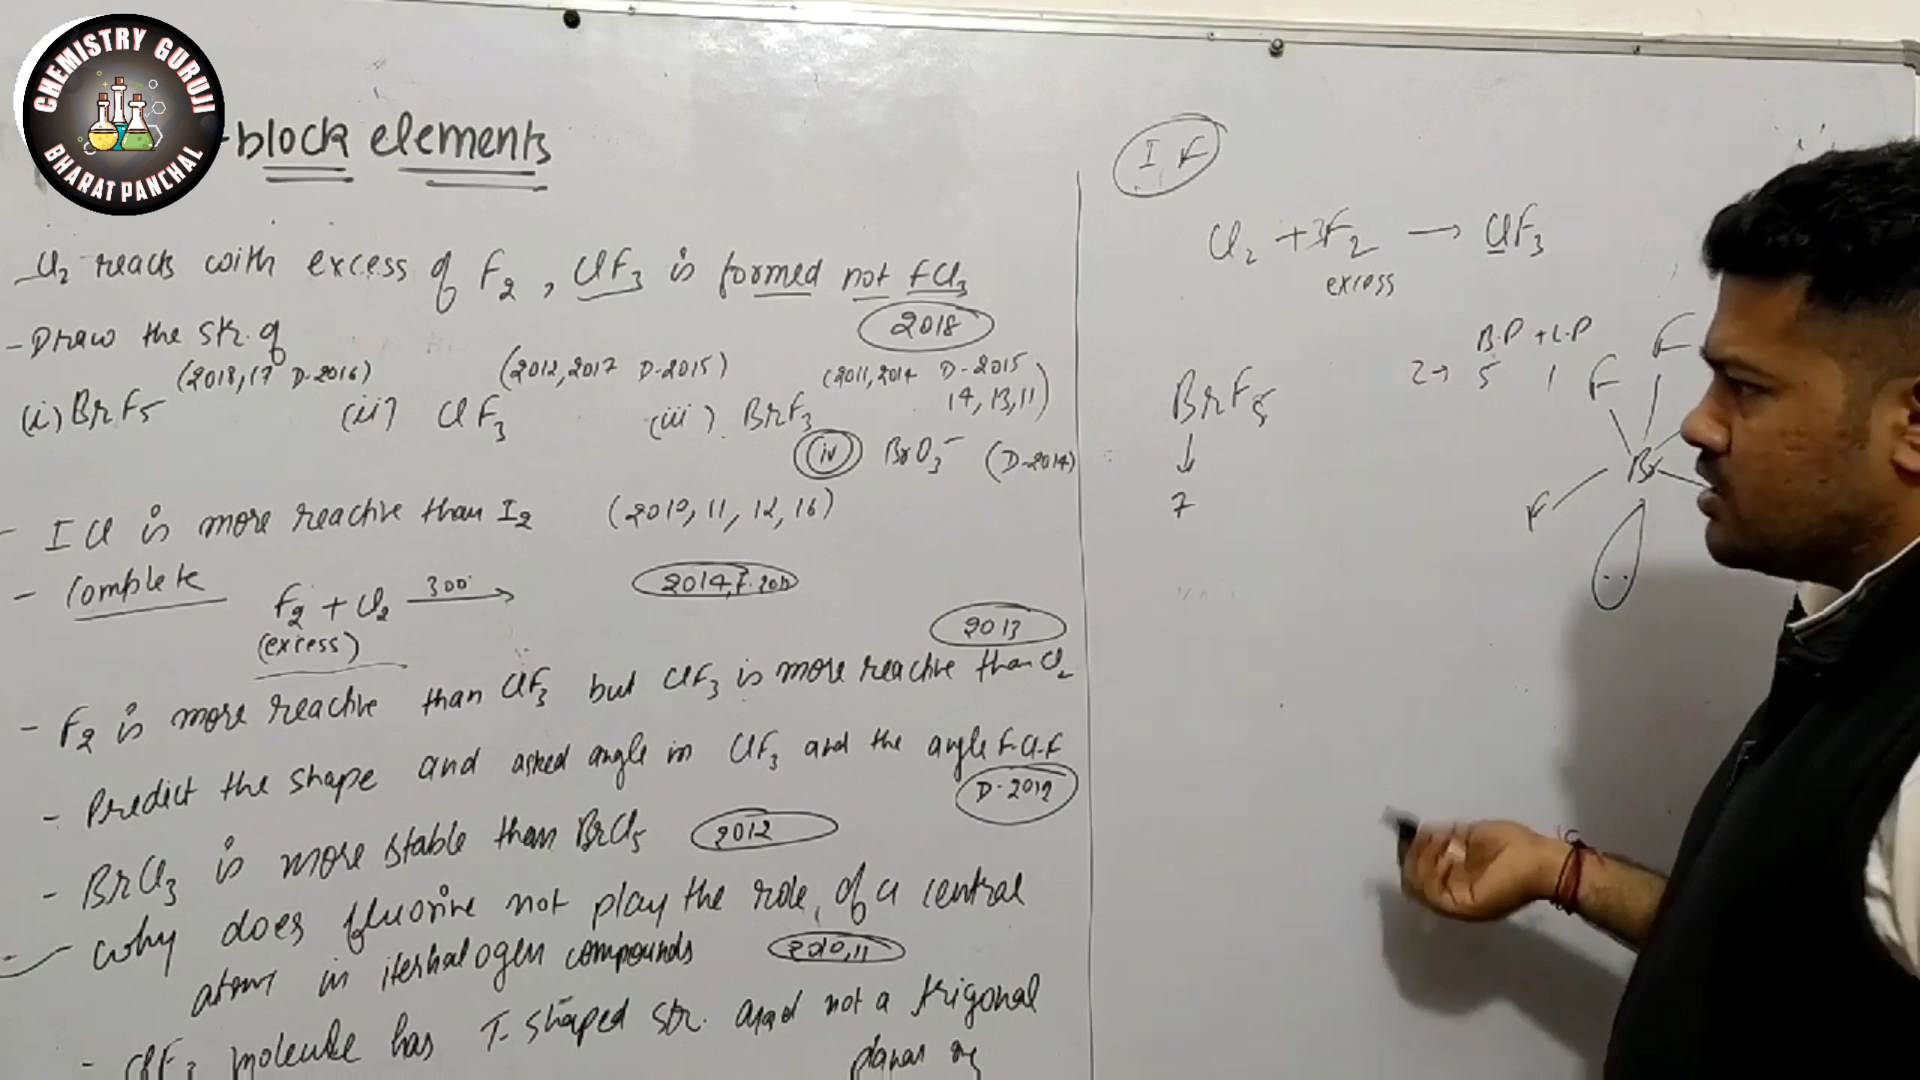 CHEMISTRY GURUJI
BHARAT PANCHAL
-block elements
Cl2 reacts with excess of F2, ClF3 is formed not FCl3
2018
- Draw the str. of
(2018,17 D-2016) (2012,2017 D-2015) (2011,2014 D-2015
14, 13, 11)
(i) BrF5 (ii) ClF3 (iii) BrF3
(iv) BrO3- (D-2014)
- ICl is more reactive than I2 (2010, 11, 12, 16)
- Complete F2 + Cl2 300° →
(excess)
2013
- F2 is more reactive than ClF3 but ClF3 is more reactive than Cl2
- Predict the shape and asked angle in ClF3 and the angle F-Cl-F
D-2012
- BrCl3 is more stable than BrCl5 2012
- Why does fluorine not play the role of a central
atom in iterhalogen compounds 2010,11
- ClF3 molecule has T-shaped str. and not a trigonal
planar
I F
Cl2 + 3F2 → ClF3
excess
B.P + L.P
5 1
BrF5
↓
7
F
F
Br
F